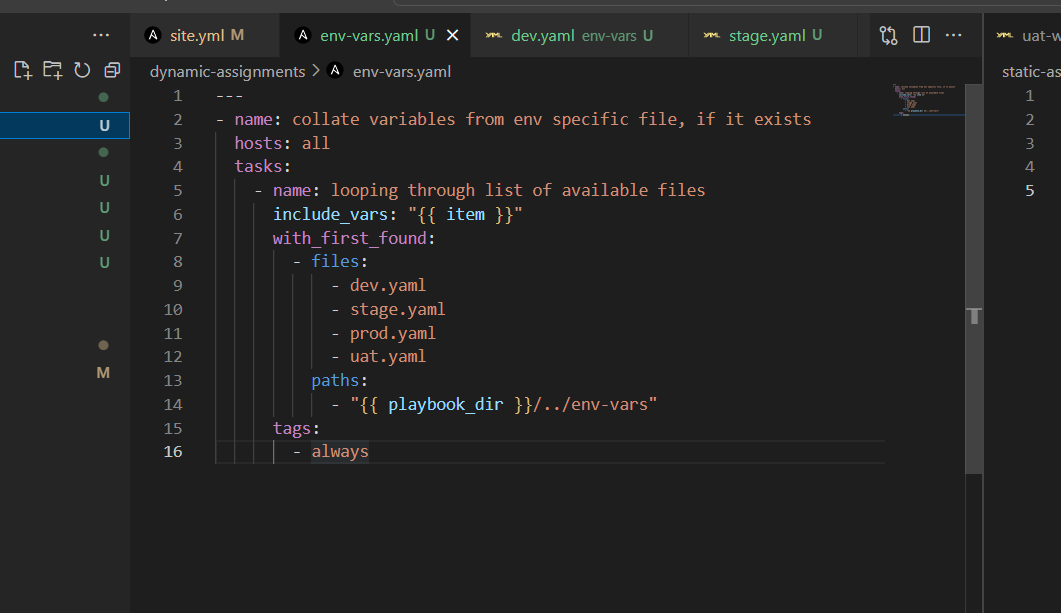 site.yml M
env-vars.yaml U
dev.yaml env-vars U
stage.yaml U
uat-w
dynamic-assignments > env-vars.yaml
static-as
U
U
U
U
U
M
1 ---
2 - name: collate variables from env specific file, if it exists
3 hosts: all
4 tasks:
5 - name: looping through list of available files
6 include_vars: "{{ item }}"
7 with_first_found:
8 - files:
9 - dev.yaml
10 - stage.yaml
11 - prod.yaml
12 - uat.yaml
13 paths:
14 - "{{ playbook_dir }}/../env-vars"
15 tags:
16 - always
1
2
3
4
5